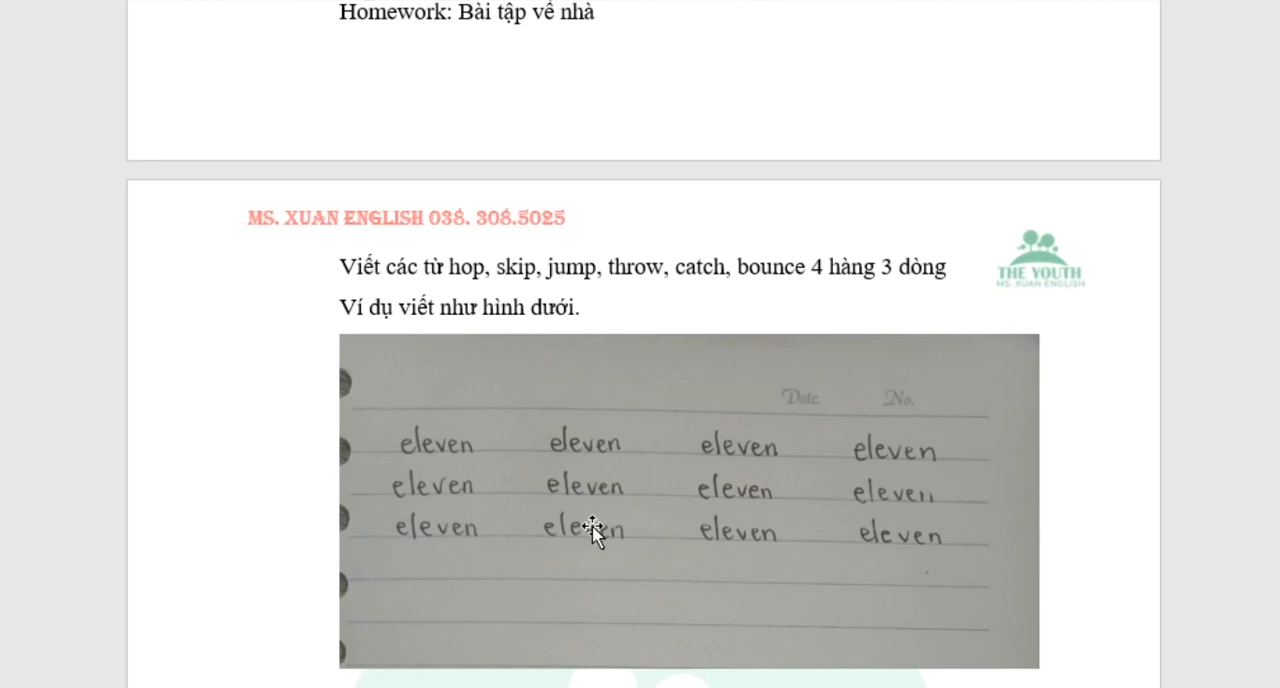 Homework: Bài tập về nhà
MS. XUAN ENGLISH 038. 308.5025
THE YOUTH
MS. XUAN ENGLISH
Viết các từ hop, skip, jump, throw, catch, bounce 4 hàng 3 dòng
Ví dụ viết như hình dưới.
Date. No.
eleven eleven eleven eleven
eleven eleven eleven eleven
eleven eleven eleven eleven